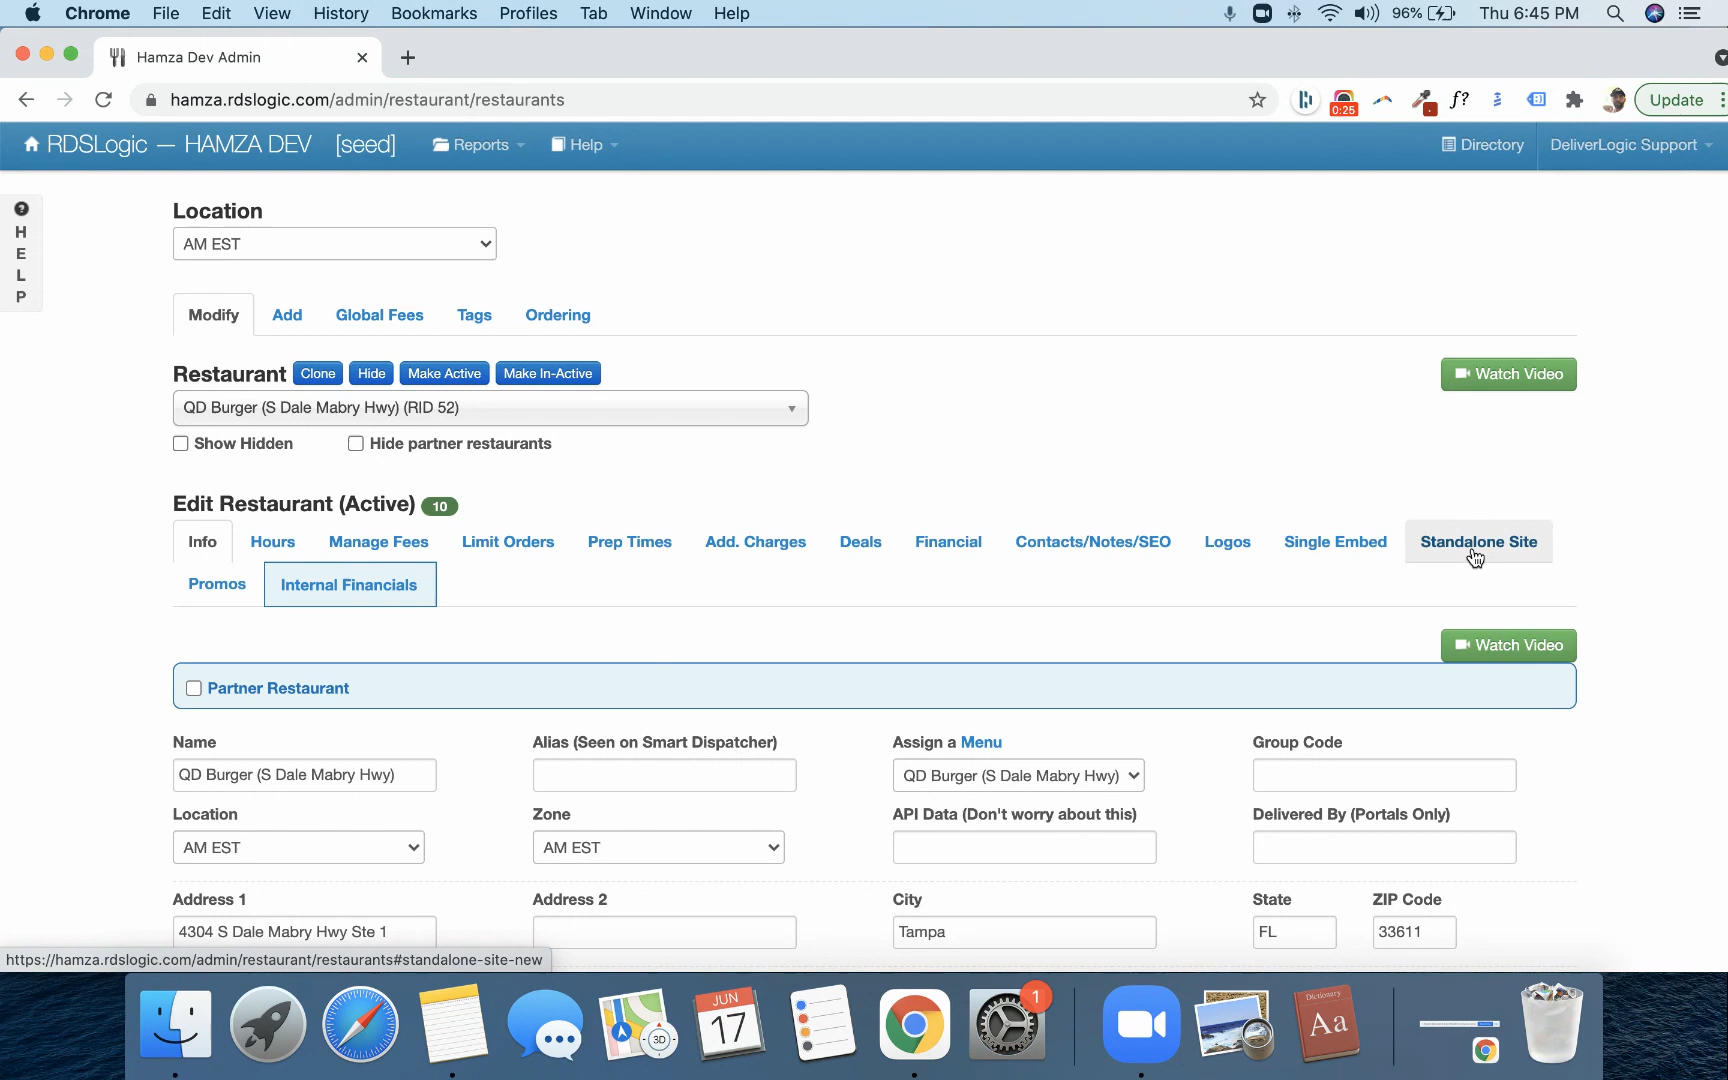 Chrome File Edit View History Bookmarks Profiles Tab Window Help 96% Thu 6:45 PM
Hamza Dev Admin
hamza.rdslogic.com/admin/restaurant/restaurants 0:25 f? Update
RDSLogic — HAMZA DEV [seed] Reports Help Directory DeliverLogic Support
HELP
Location
AM EST
Modify Add Global Fees Tags Ordering
Restaurant Clone Hide Make Active Make In-Active Watch Video
QD Burger (S Dale Mabry Hwy) (RID 52)
Show Hidden Hide partner restaurants
Edit Restaurant (Active) 10
Info Hours Manage Fees Limit Orders Prep Times Add. Charges Deals Financial Contacts/Notes/SEO Logos Single Embed Standalone Site
Promos Internal Financials
Watch Video
Partner Restaurant
Name Alias (Seen on Smart Dispatcher) Assign a Menu Group Code
QD Burger (S Dale Mabry Hwy) QD Burger (S Dale Mabry Hwy)
Location Zone API Data (Don't worry about this) Delivered By (Portals Only)
AM EST AM EST
Address 1 Address 2 City State ZIP Code
4304 S Dale Mabry Hwy Ste 1 Tampa FL 33611
https://hamza.rdslogic.com/admin/restaurant/restaurants#standalone-site-new
JUN 17 3D 1 Dictionary Aa